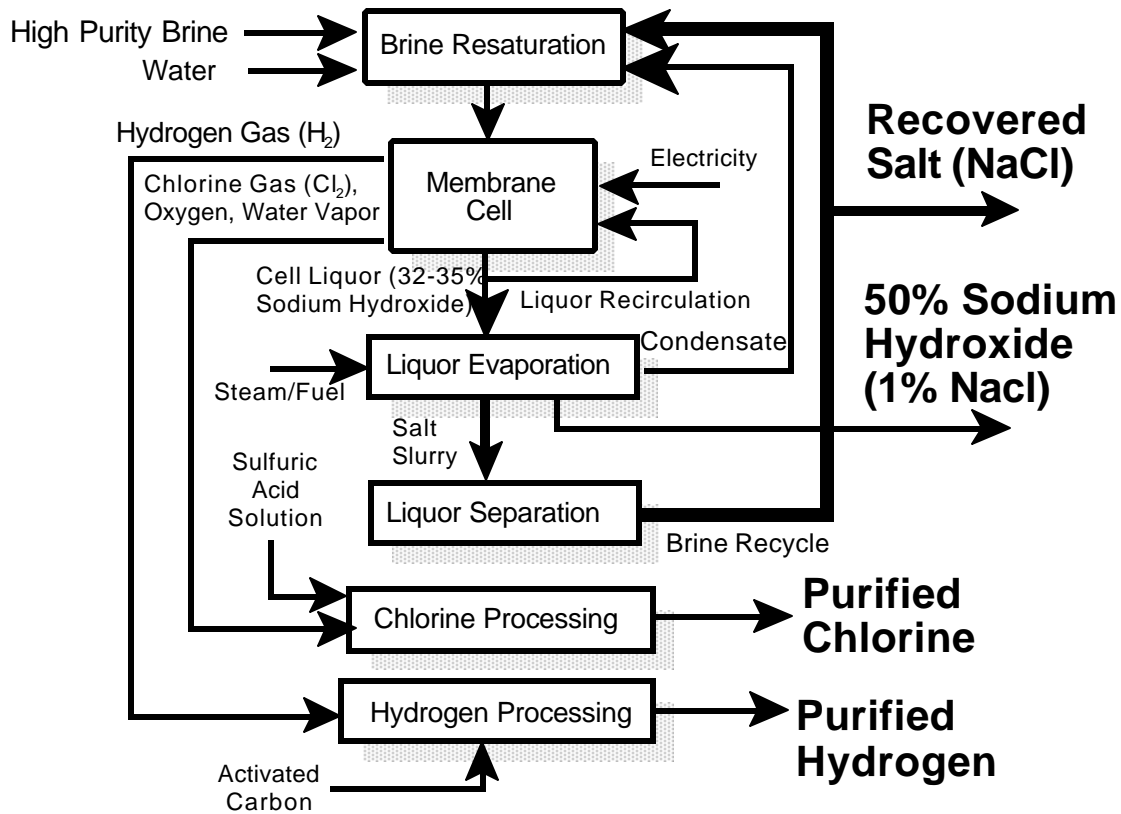 High Purity Brine
Water
Brine Resaturation
Hydrogen Gas (H₂)
Chlorine Gas (Cl₂),
Oxygen, Water Vapor
Membrane
Cell
Electricity
Recovered
Salt (NaCl)
Cell Liquor (32-35%
Sodium Hydroxide)
Liquor Recirculation
50% Sodium
Hydroxide
(1% Nacl)
Liquor Evaporation
Condensate
Steam/Fuel
Salt
Slurry
Sulfuric
Acid
Solution
Liquor Separation
Brine Recycle
Chlorine Processing
Purified
Chlorine
Hydrogen Processing
Purified
Hydrogen
Activated
Carbon